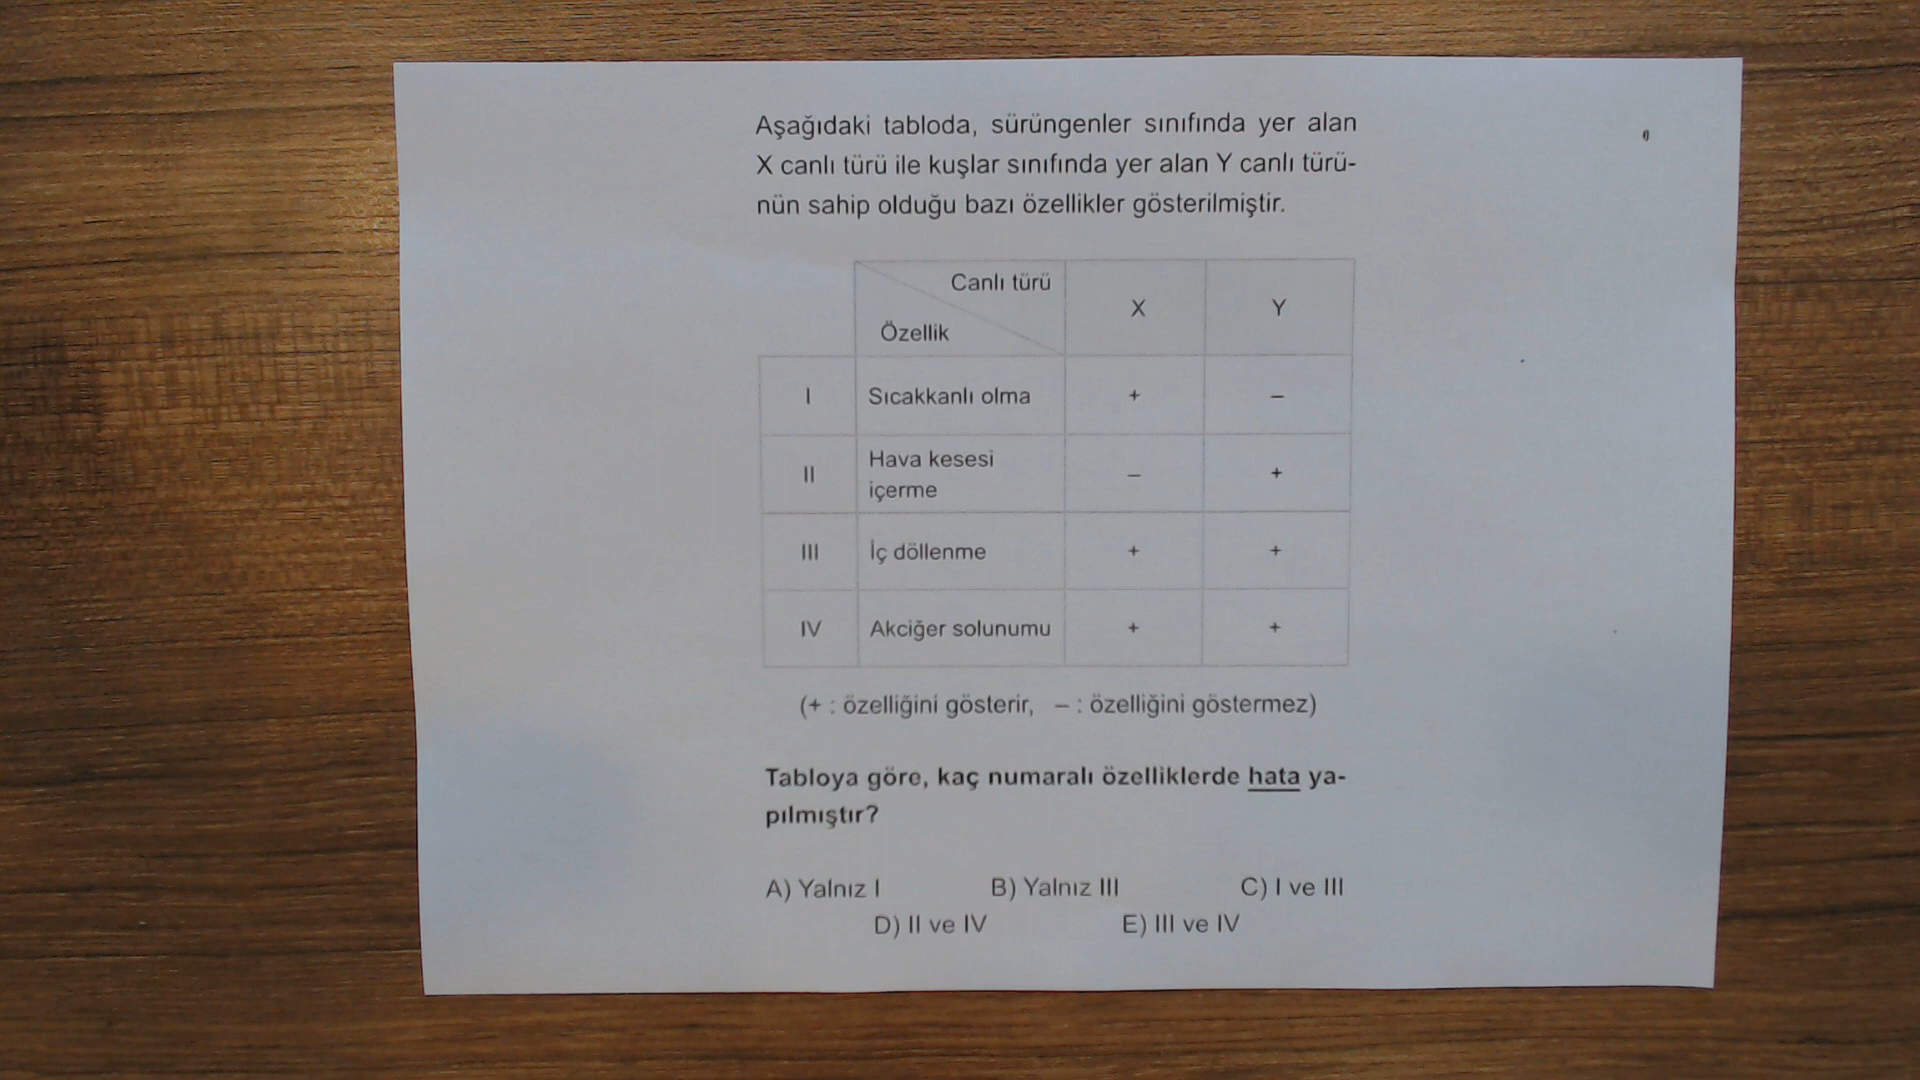 Aşağıdaki tabloda, sürüngenler sınıfında yer alan
X canlı türü ile kuşlar sınıfında yer alan Y canlı türü-
nün sahip olduğu bazı özellikler gösterilmiştir.
Canlı türü
Özellik
X
Y
I Sıcakkanlı olma + –
II Hava kesesi
içerme – +
III İç döllenme + +
IV Akciğer solunumu + +
(+ : özelliğini gösterir, – : özelliğini göstermez)
Tabloya göre, kaç numaralı özelliklerde hata ya-
pılmıştır?
A) Yalnız I B) Yalnız III C) I ve III
D) II ve IV E) III ve IV